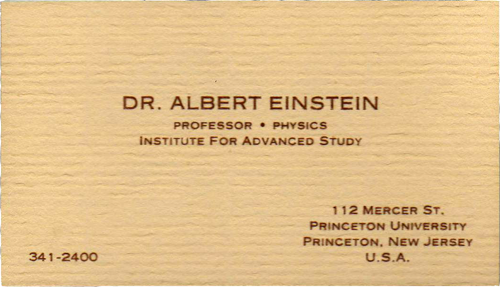 DR. ALBERT EINSTEIN
PROFESSOR • PHYSICS
INSTITUTE FOR ADVANCED STUDY
112 MERCER ST.
PRINCETON UNIVERSITY
PRINCETON, NEW JERSEY
U.S.A.
341-2400